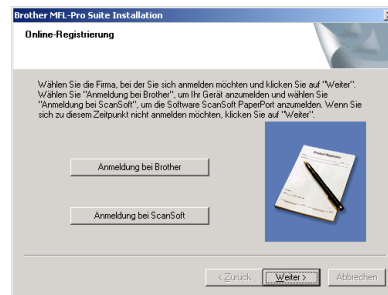 Brother MFL-Pro Suite Installation
Online-Registrierung
Wählen Sie die Firma, bei der Sie sich anmelden möchten und klicken Sie auf "Weiter".
Wählen Sie "Anmeldung bei Brother", um Ihr Gerät anzumelden und wählen Sie
"Anmeldung bei ScanSoft", um die Software ScanSoft PaperPort anzumelden. Wenn Sie
sich zu diesem Zeitpunkt nicht anmelden möchten, klicken Sie auf "Weiter".
Anmeldung bei Brother
Product Registration
Anmeldung bei ScanSoft
< Zurück
Weiter >
Abbrechen